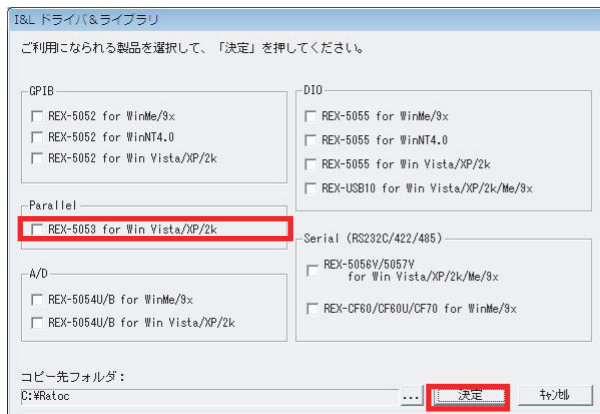 I&L ドライバ＆ライブラリ
ご利用になられる製品を選択して、「決定」を押してください。
GPIB
REX-5052 for WinMe/9x
REX-5052 for WinNT4.0
REX-5052 for Win Vista/XP/2k
Parallel
REX-5053 for Win Vista/XP/2k
A/D
REX-5054U/B for WinMe/9x
REX-5054U/B for Win Vista/XP/2k
DIO
REX-5055 for WinMe/9x
REX-5055 for WinNT4.0
REX-5055 for Win Vista/XP/2k
REX-USB10 for Win Vista/XP/2k/Me/9x
Serial (RS232C/422/485)
REX-5056V/5057V
for Win Vista/XP/2k/Me/9x
REX-CF60/CF60U/CF70 for WinMe/9x
コピー先フォルダ：
C:¥Ratoc
...
決定
ｷｬﾝｾﾙ